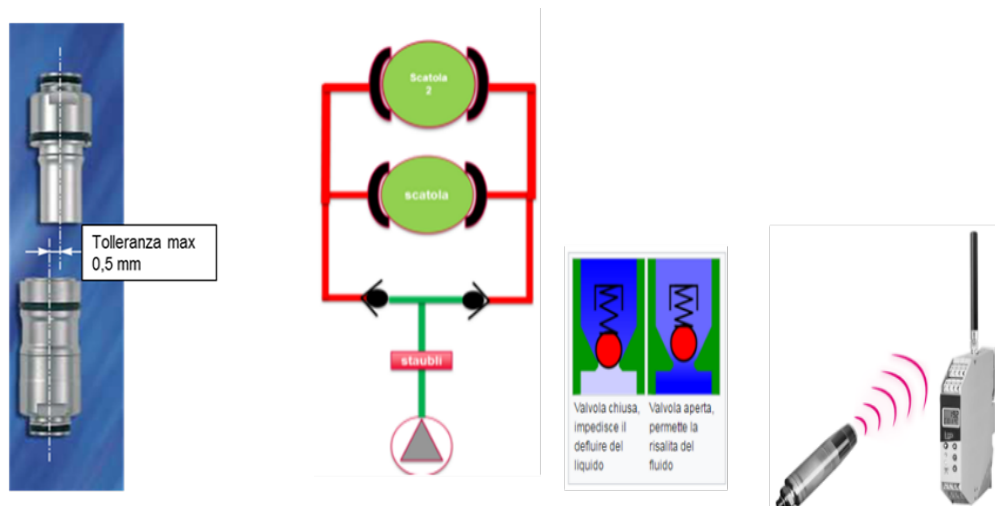 Tolleranza max
0,5 mm
Scatola
2
scatola
staubli
Valvola chiusa,
impedisce il
defluire del
liquido
Valvola aperta,
permette la
risalita del
fluido